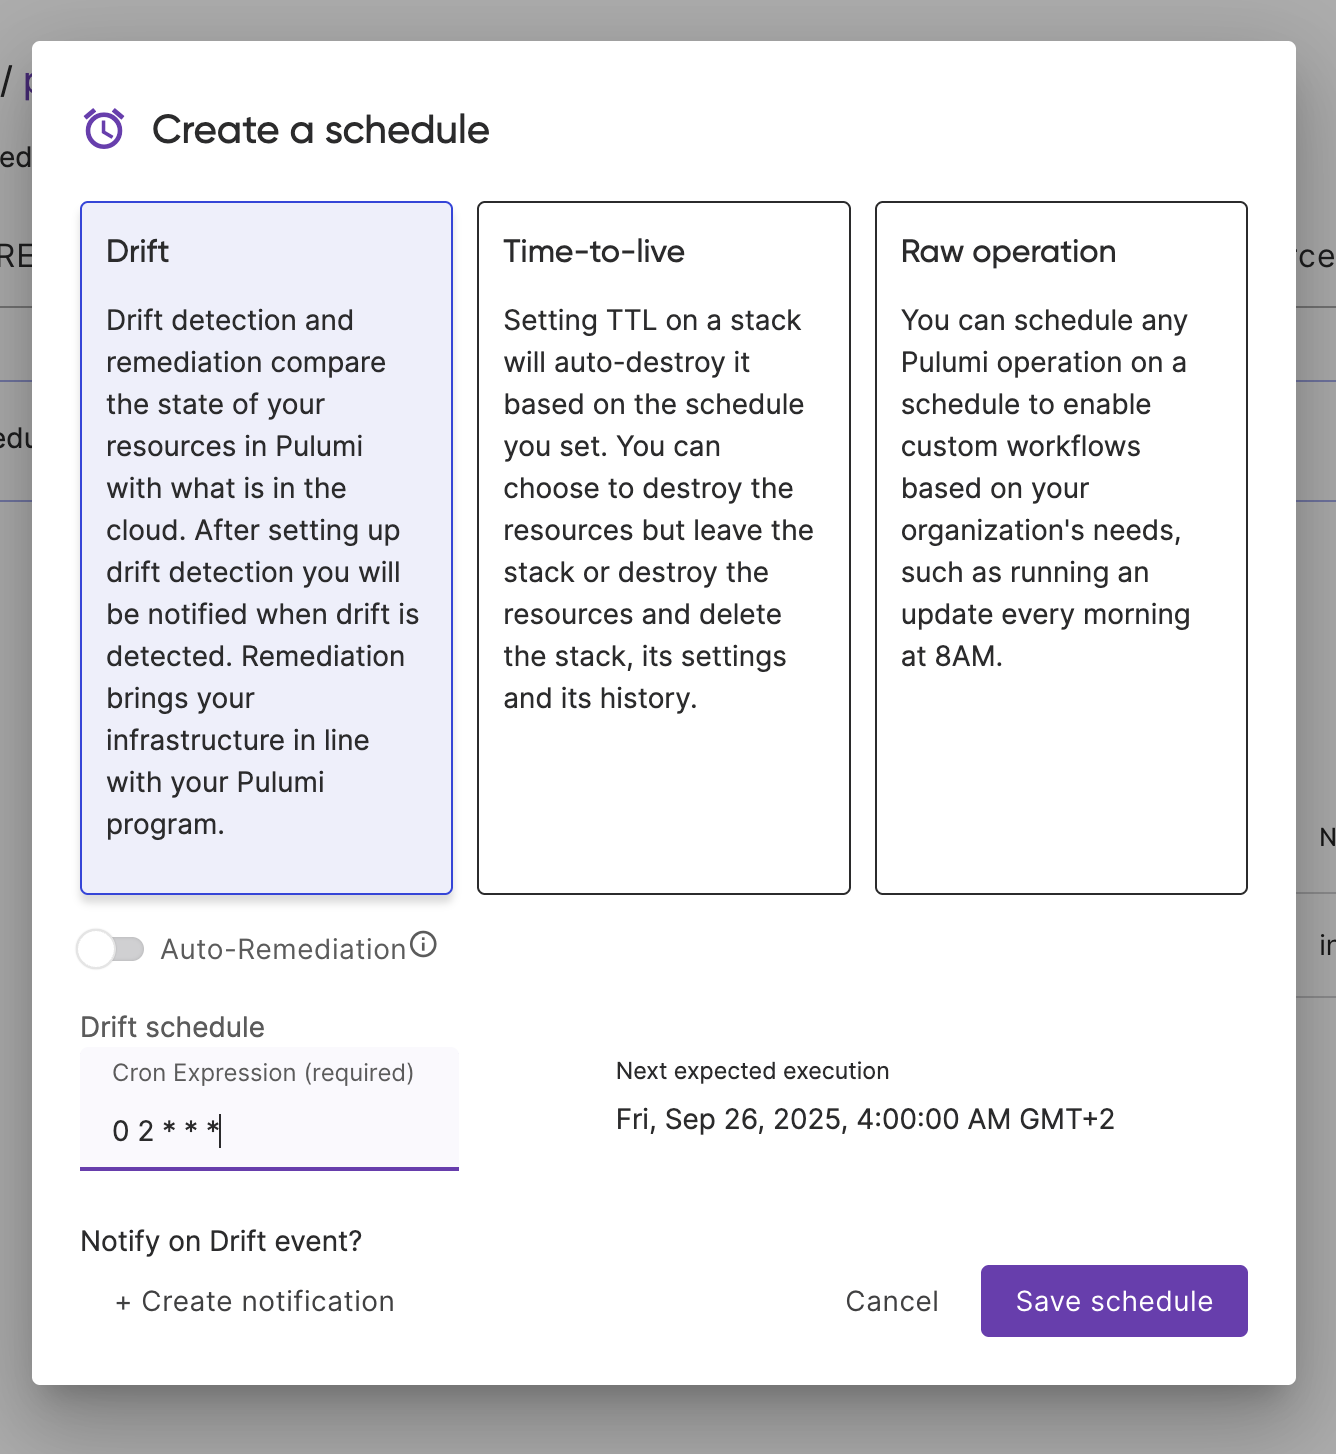 /
ed
RE
rce
edu
N
in
Create a schedule
Drift
Drift detection and
remediation compare
the state of your
resources in Pulumi
with what is in the
cloud. After setting up
drift detection you will
be notified when drift is
detected. Remediation
brings your
infrastructure in line
with your Pulumi
program.
Time-to-live
Setting TTL on a stack
will auto-destroy it
based on the schedule
you set. You can
choose to destroy the
resources but leave the
stack or destroy the
resources and delete
the stack, its settings
and its history.
Raw operation
You can schedule any
Pulumi operation on a
schedule to enable
custom workflows
based on your
organization's needs,
such as running an
update every morning
at 8AM.
Auto-Remediation
Drift schedule
Cron Expression (required)
0 2 * * *
Next expected execution
Fri, Sep 26, 2025, 4:00:00 AM GMT+2
Notify on Drift event?
+ Create notification
Cancel
Save schedule